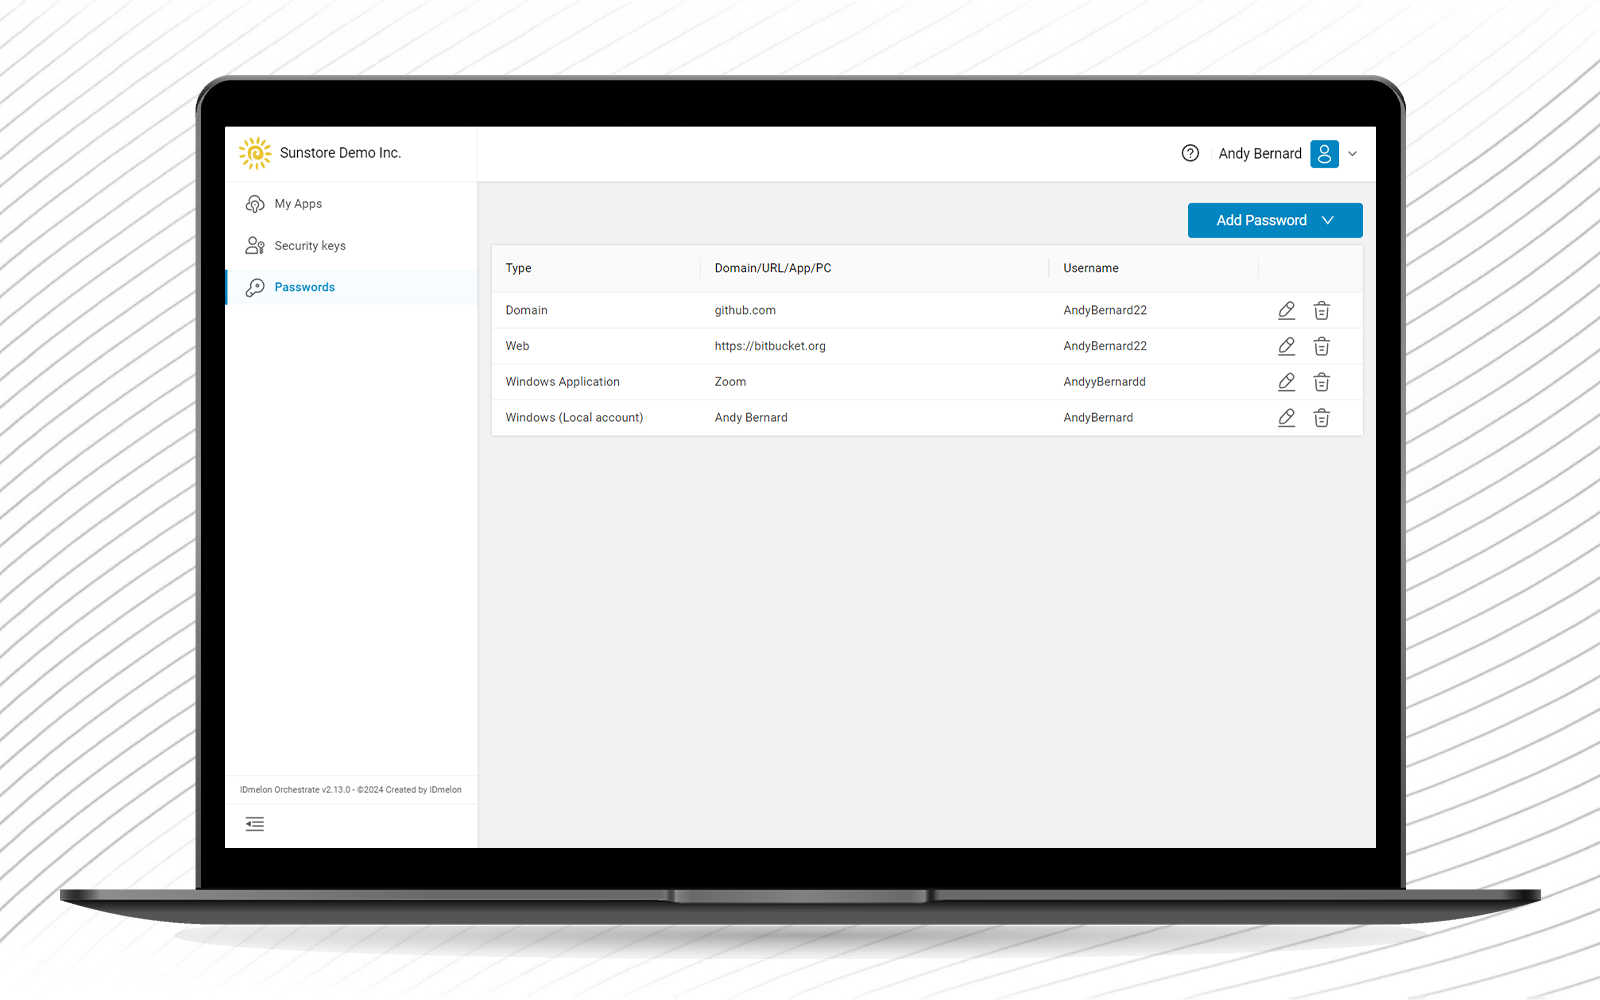 Sunstore Demo Inc.
Andy Bernard
My Apps
Security keys
Passwords
Add Password
Type Domain/URL/App/PC Username
Domain github.com AndyBernard22
Web https://bitbucket.org AndyBernard22
Windows Application Zoom AndyyBernardd
Windows (Local account) Andy Bernard AndyBernard
IDmelon Orchestrate v2.13.0 - ©2024 Created by IDmelon